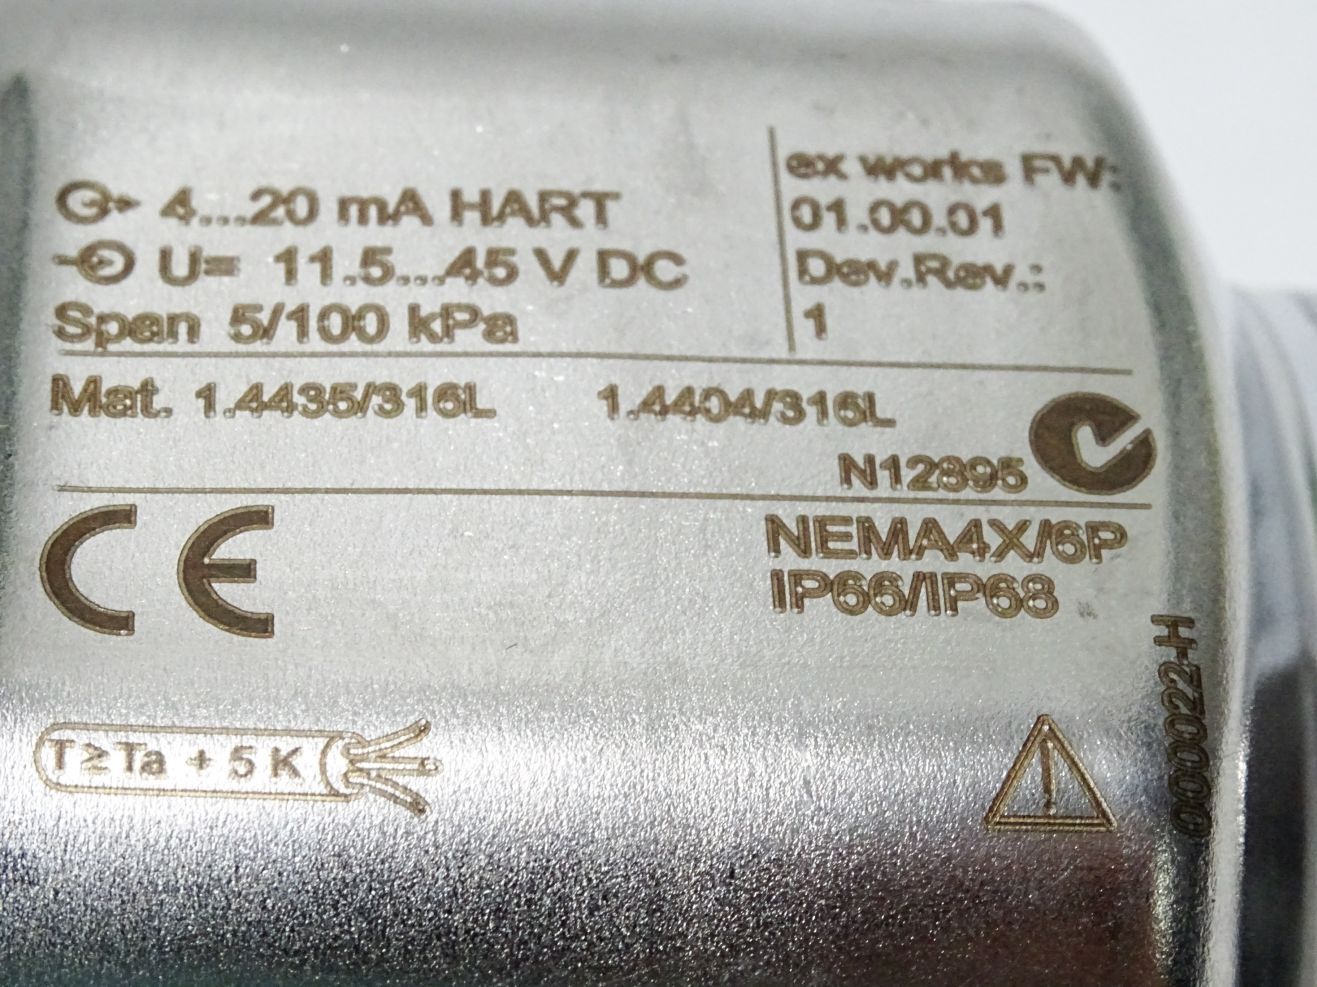 4...20 mA HART
U= 11.5...45 V DC
Span 5/100 kPa
ex works FW:
01.00.01
Dev.Rev.:
1
Mat. 1.4435/316L 1.4404/316L
N12895
CE
NEMA4X/6P
IP66/IP68
T≥Ta + 5 K
000022-H